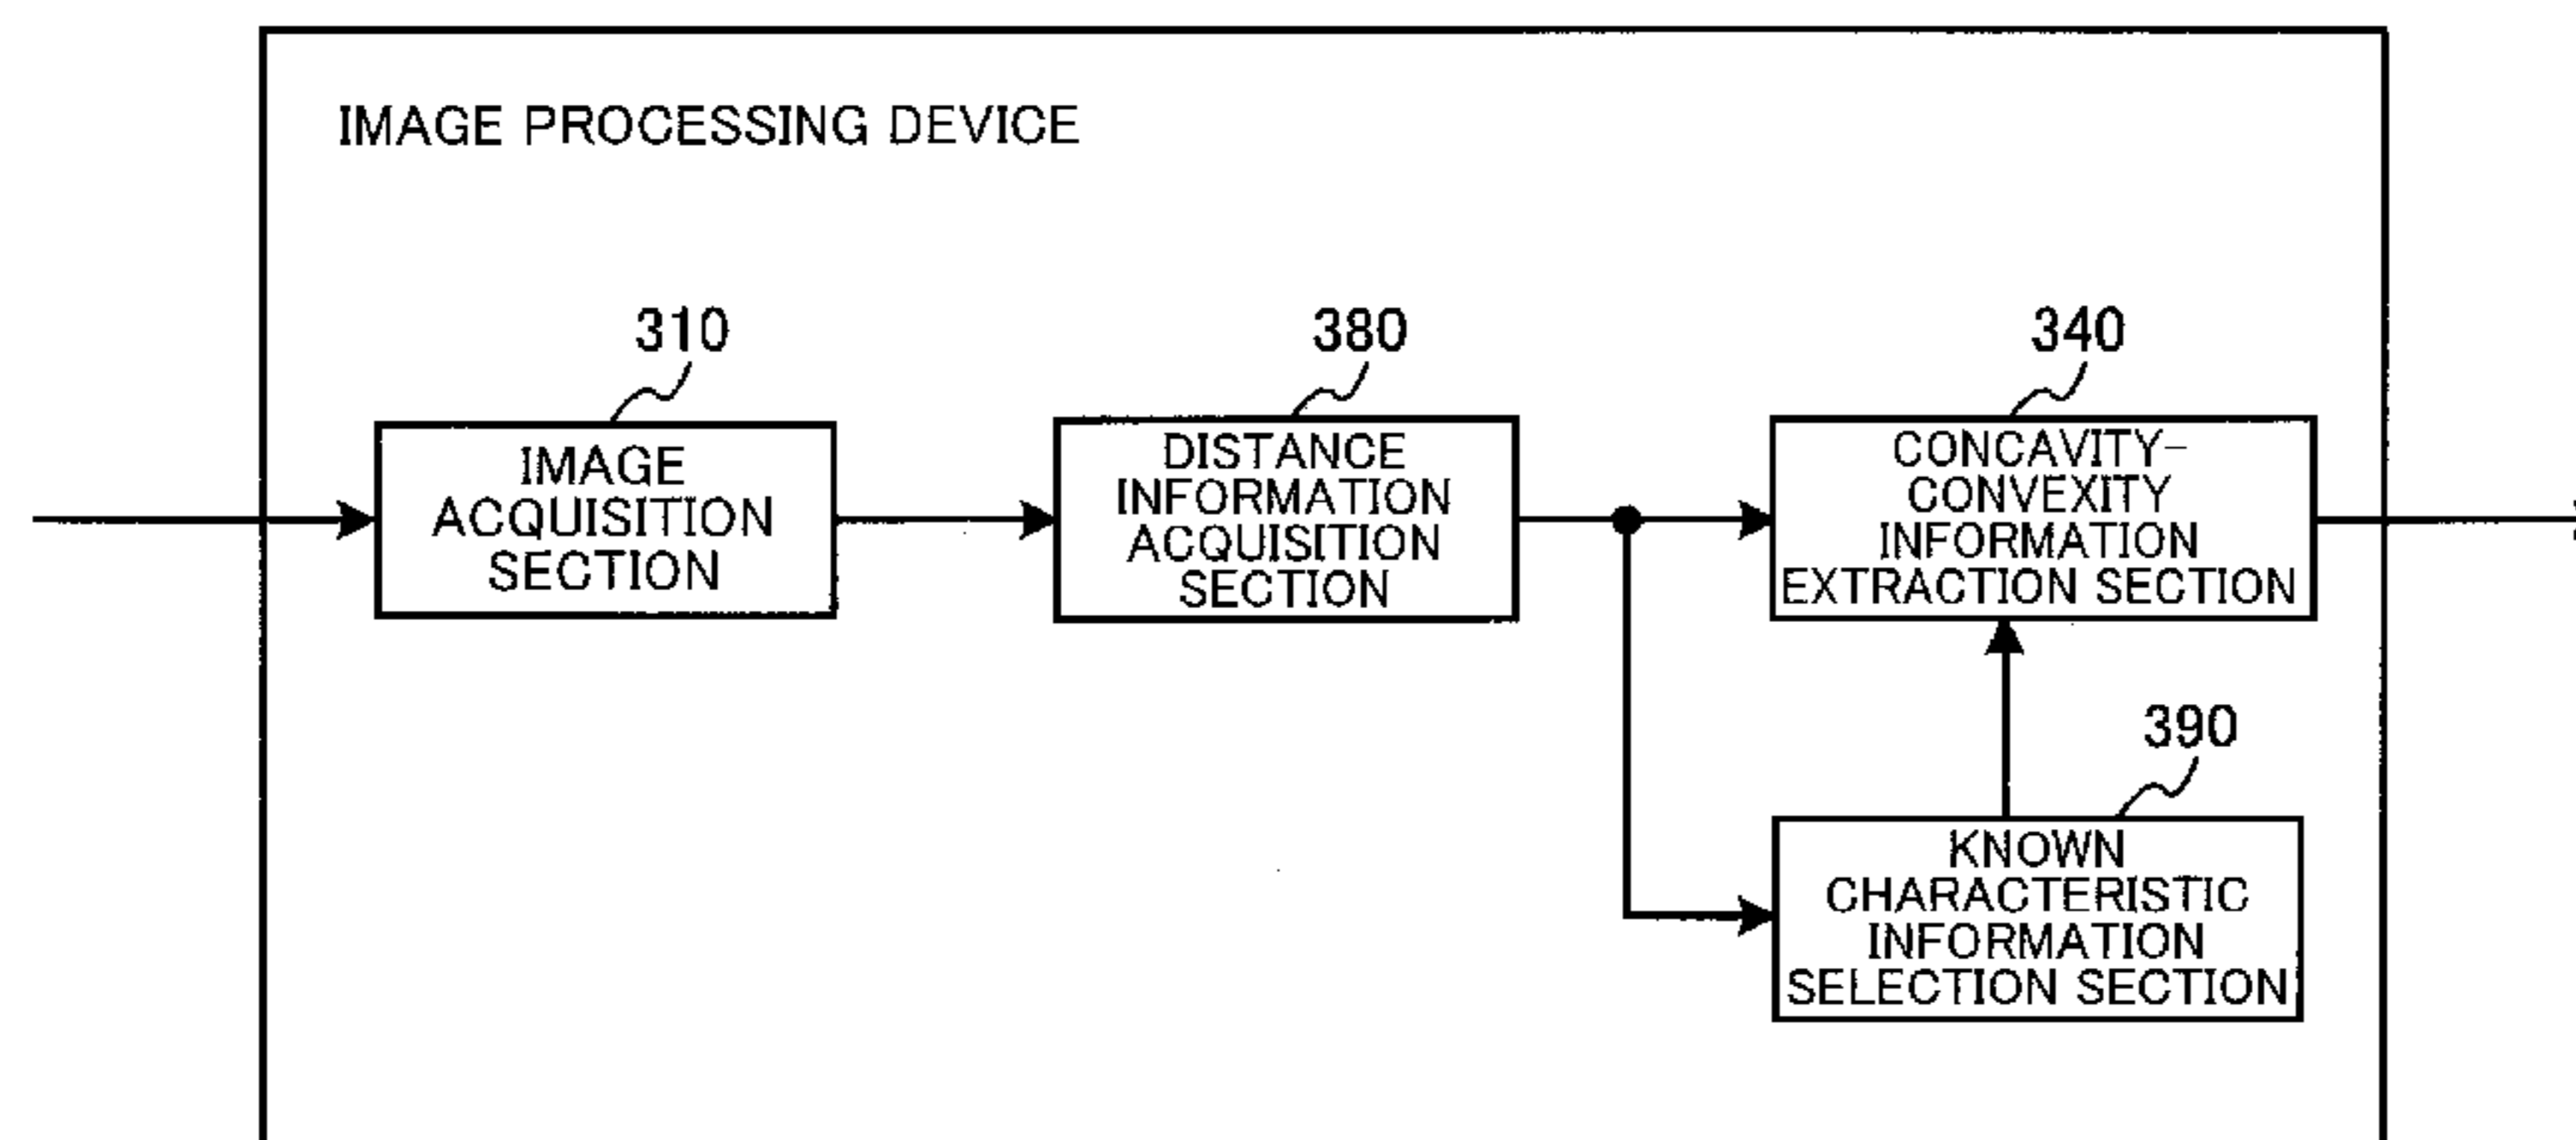 IMAGE PROCESSING DEVICE
310
IMAGE
ACQUISITION
SECTION
380
DISTANCE
INFORMATION
ACQUISITION
SECTION
340
CONCAVITY-
CONVEXITY
INFORMATION
EXTRACTION SECTION
390
KNOWN
CHARACTERISTIC
INFORMATION
SELECTION SECTION